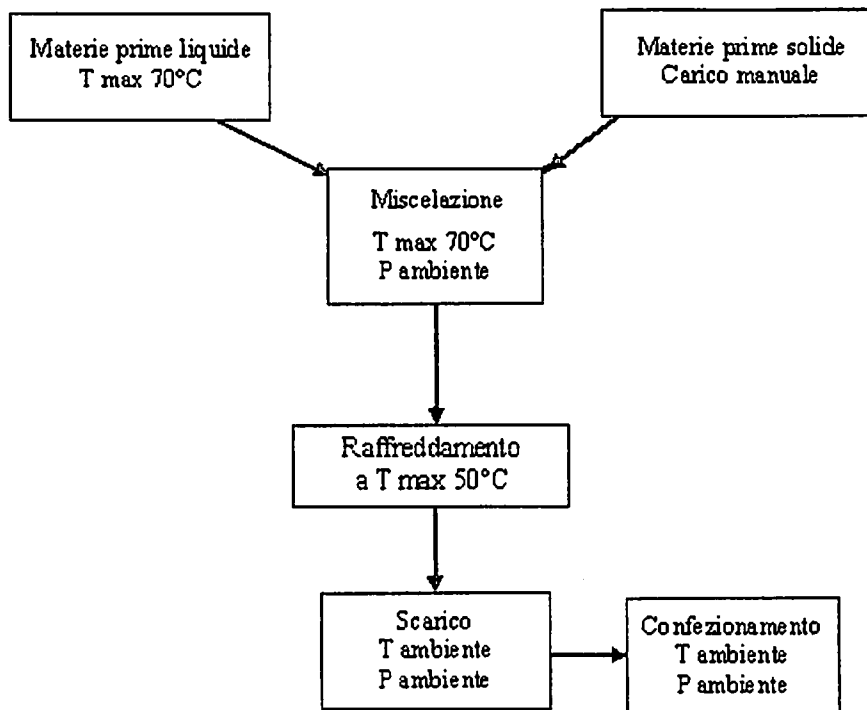 Materie prime liquide
T max 70°C
Materie prime solide
Carico manuale
Miscelazione
T max 70°C
P ambiente
Raffreddamento
a T max 50°C
Scarico
T ambiente
P ambiente
Confezionamento
T ambiente
P ambiente